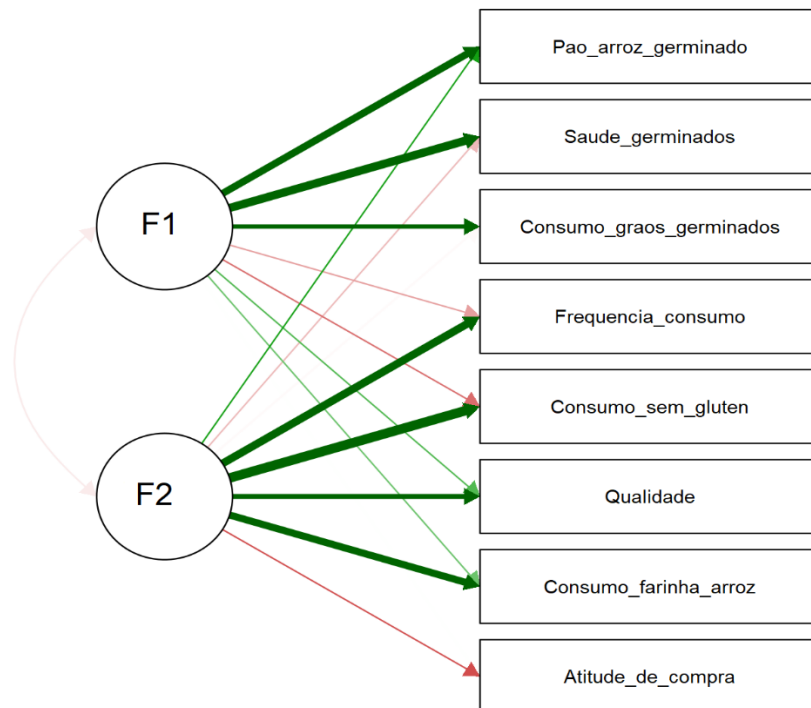 Pao_arroz_germinado
Saude_germinados
F1
Consumo_graos_germinados
Frequencia_consumo
Consumo_sem_gluten
F2
Qualidade
Consumo_farinha_arroz
Atitude_de_compra